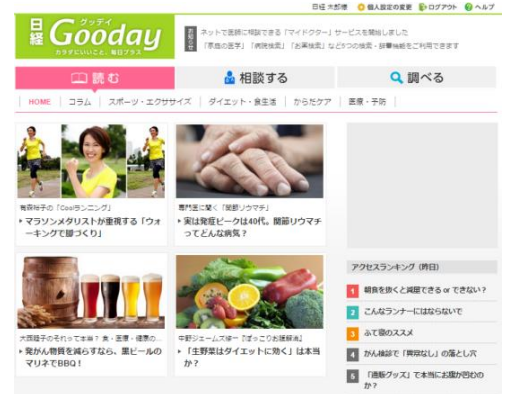 日経 太郎様 個人設定の変更 ログアウト ヘルプ
日経 グッデイ
Gooday
カラダにいいこと、毎日プラス
お知らせ
ネットで医師に相談できる「マイドクター」サービスを開始しました
「家庭の医学」「病院検索」「お薬検索」など5つの検索・辞書機能をご利用できます
読む 相談する 調べる
HOME コラム スポーツ・エクササイズ ダイエット・食生活 からだケア 医療・予防
有森裕子の「Coolランニング」
マラソンメダリストが重視する「ウォ
ーキングで脚づくり」
専門医に聞く「関節リウマチ」
実は発症ピークは40代。関節リウマチ
ってどんな病気？
大西睦子のそれって本当？ 食・医療・健康の...
発がん物質を減らすなら、黒ビールの
マリネでBBQ！
中野ジェームズ修一『ぽっこりお腹解消』
「生野菜はダイエットに効く」は本当
か？
アクセスランキング（昨日）
1 朝食を抜くと減量できる or できない？
2 こんなランナーにはならないで
3 ふて寝のススメ
4 がん検診で「異常なし」の落とし穴
5 「通販グッズ」で本当にお腹が凹むの
か？